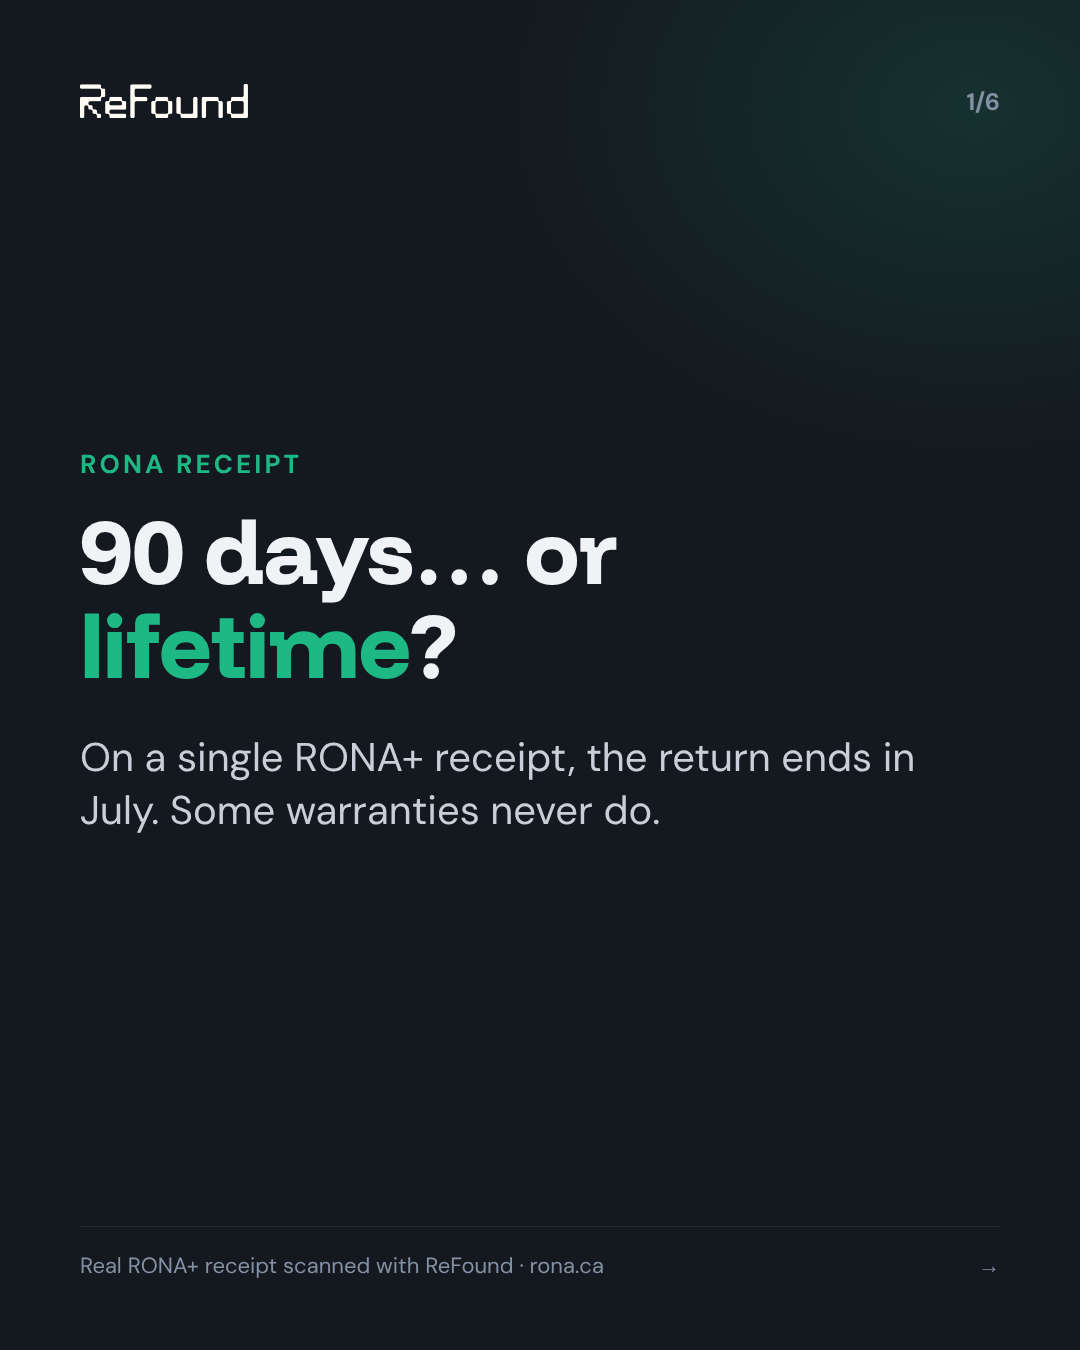 ReFound
1/6
RONA RECEIPT
90 days... or
lifetime?
On a single RONA+ receipt, the return ends in
July. Some warranties never do.
Real RONA+ receipt scanned with ReFound · rona.ca
→